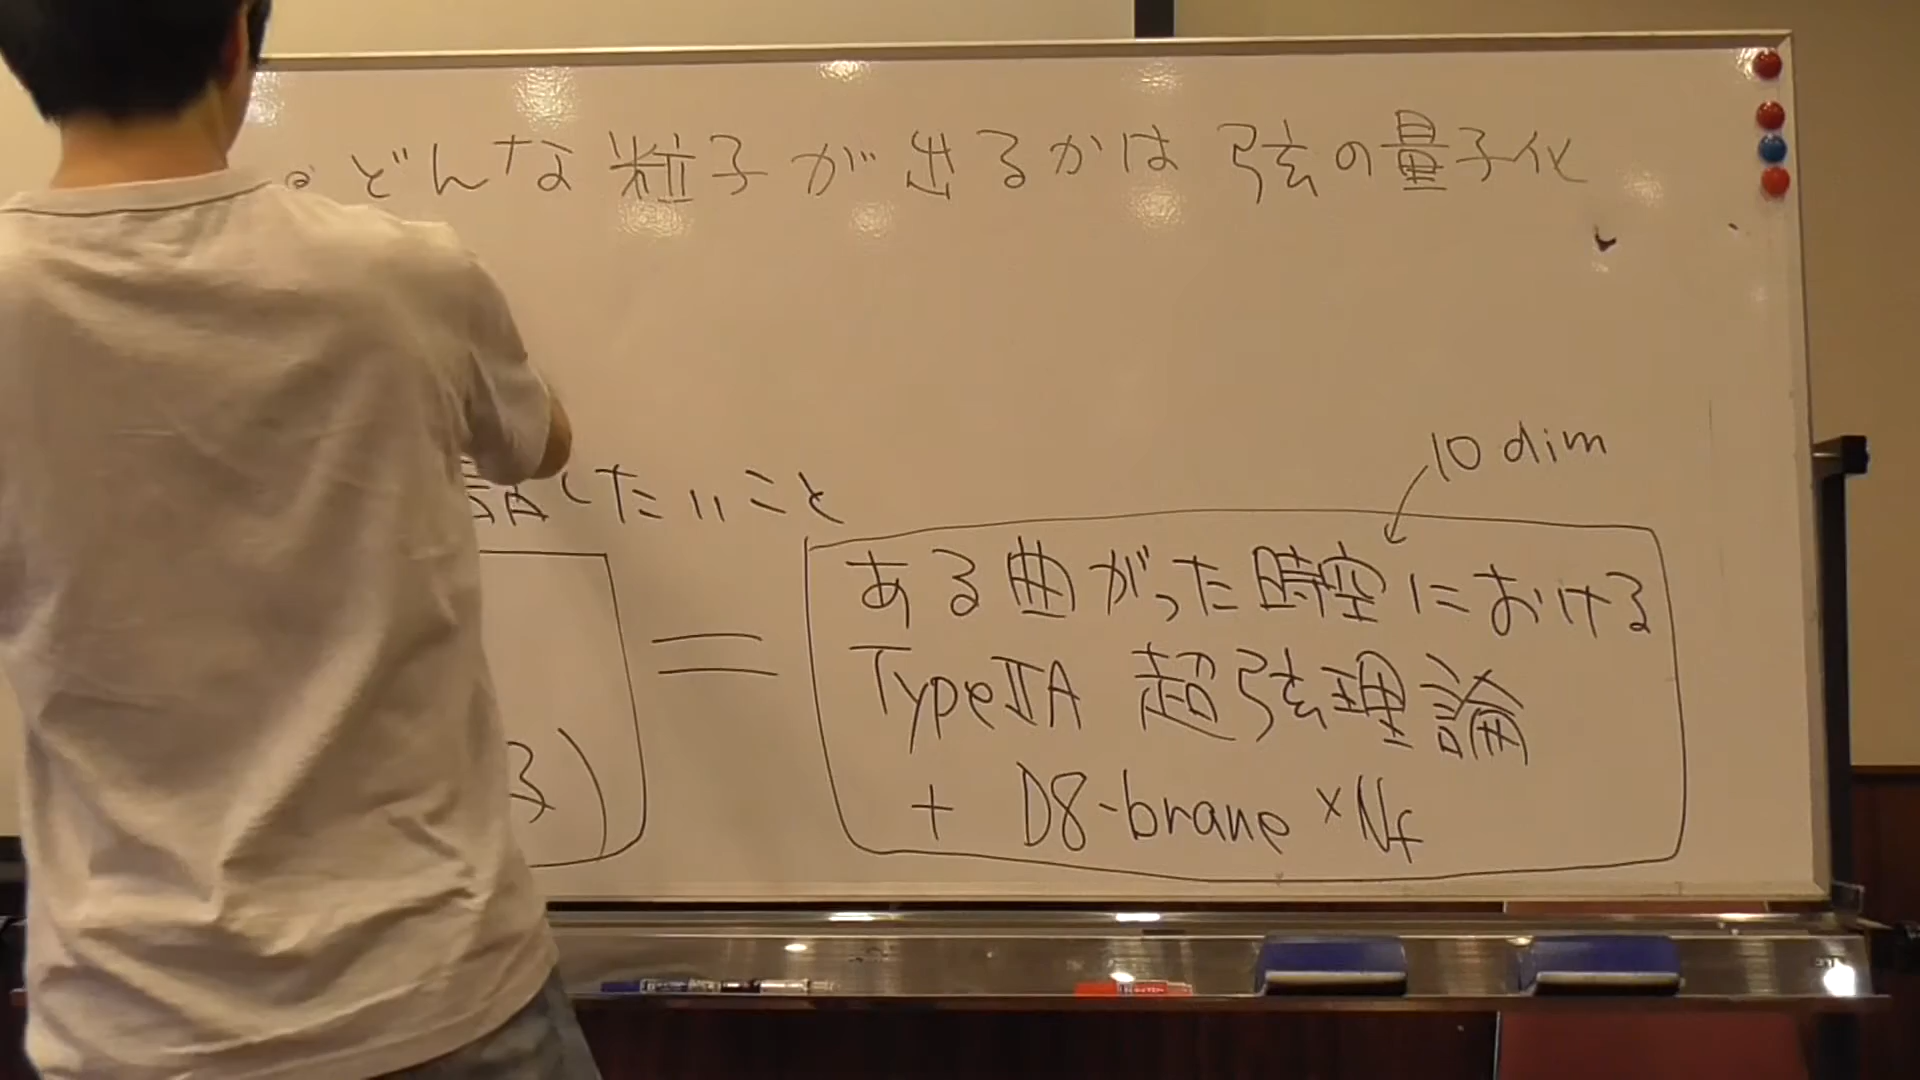 どんな粒子が出るかは弦の量子化
10 dim
したいこと
3)
=
ある曲がった時空における
TypeⅡA 超弦理論
+ D8-brane × Nf